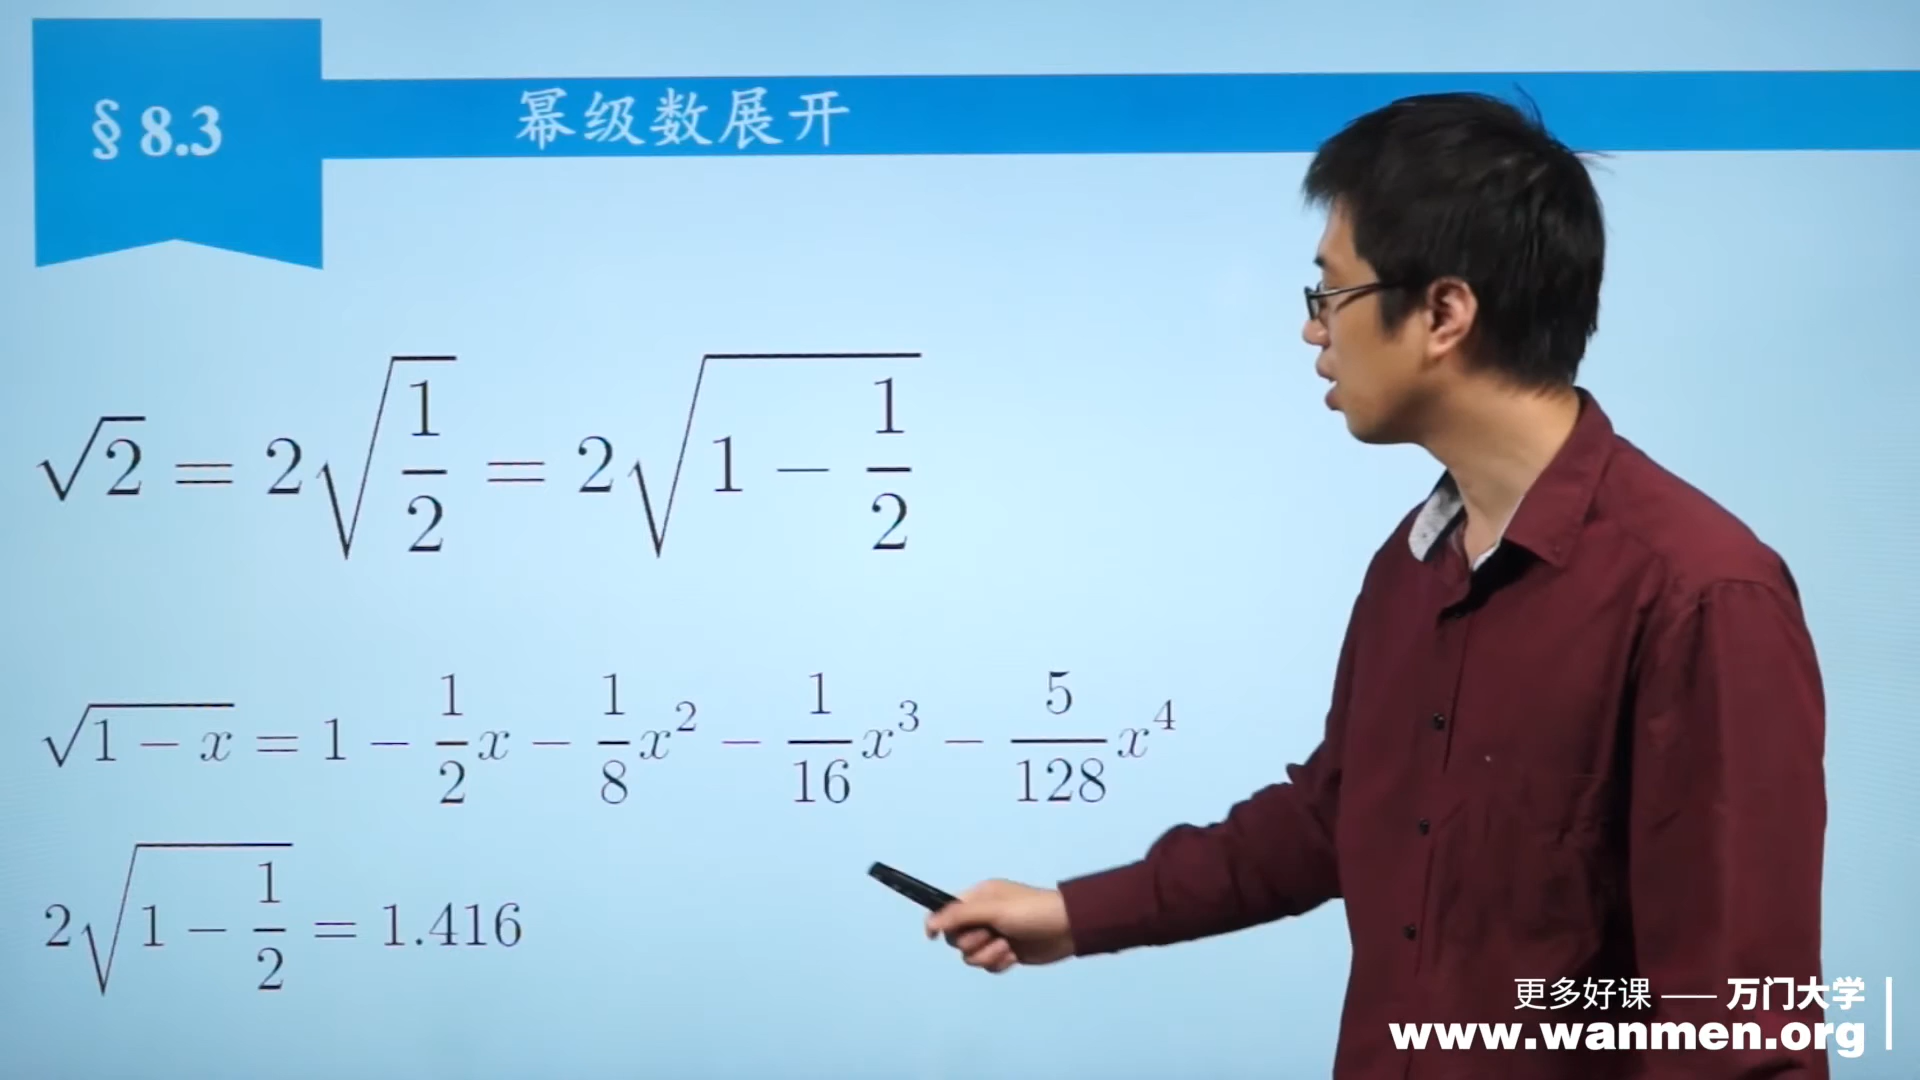 § 8.3
幂级数展开
√2 = 2√(1/2) = 2√(1 − 1/2)
√(1 − x) = 1 − 1/2 x − 1/8 x² − 1/16 x³ − 5/128 x⁴
2√(1 − 1/2) = 1.416
更多好课 —— 万门大学
www.wanmen.org